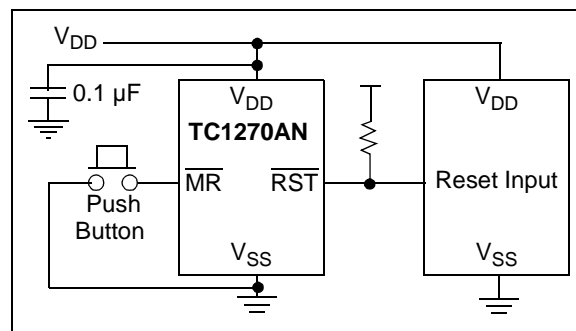 VDD
0.1 µF
VDD
TC1270AN
MR
RST
VSS
Push
Button
VDD
Reset Input
VSS